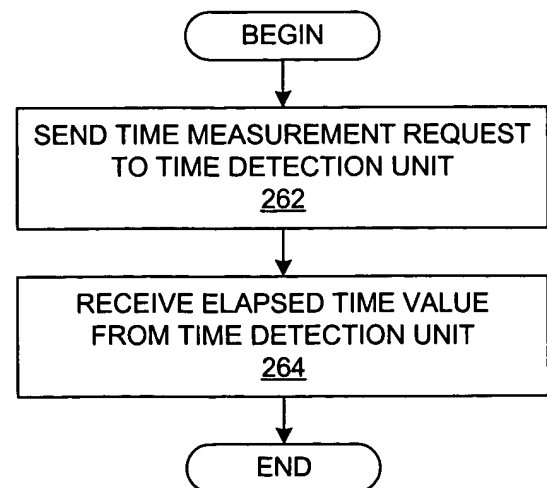 BEGIN
SEND TIME MEASUREMENT REQUEST
TO TIME DETECTION UNIT
262
RECEIVE ELAPSED TIME VALUE
FROM TIME DETECTION UNIT
264
END